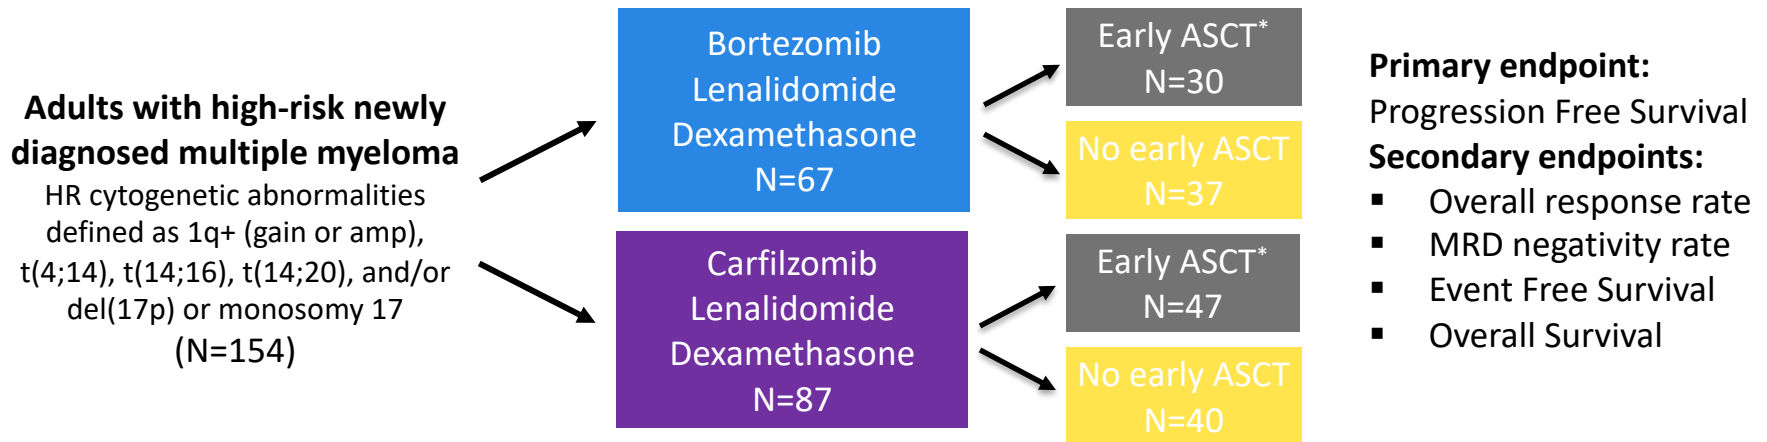 Adults with high-risk newly
diagnosed multiple myeloma
HR cytogenetic abnormalities
defined as 1q+ (gain or amp),
t(4;14), t(14;16), t(14;20), and/or
del(17p) or monosomy 17
(N=154)
Bortezomib
Lenalidomide
Dexamethasone
N=67
Carfilzomib
Lenalidomide
Dexamethasone
N=87
Early ASCT*
N=30
No early ASCT
N=37
Early ASCT*
N=47
No early ASCT
N=40
Primary endpoint:
Progression Free Survival
Secondary endpoints:
▪ Overall response rate
▪ MRD negativity rate
▪ Event Free Survival
▪ Overall Survival